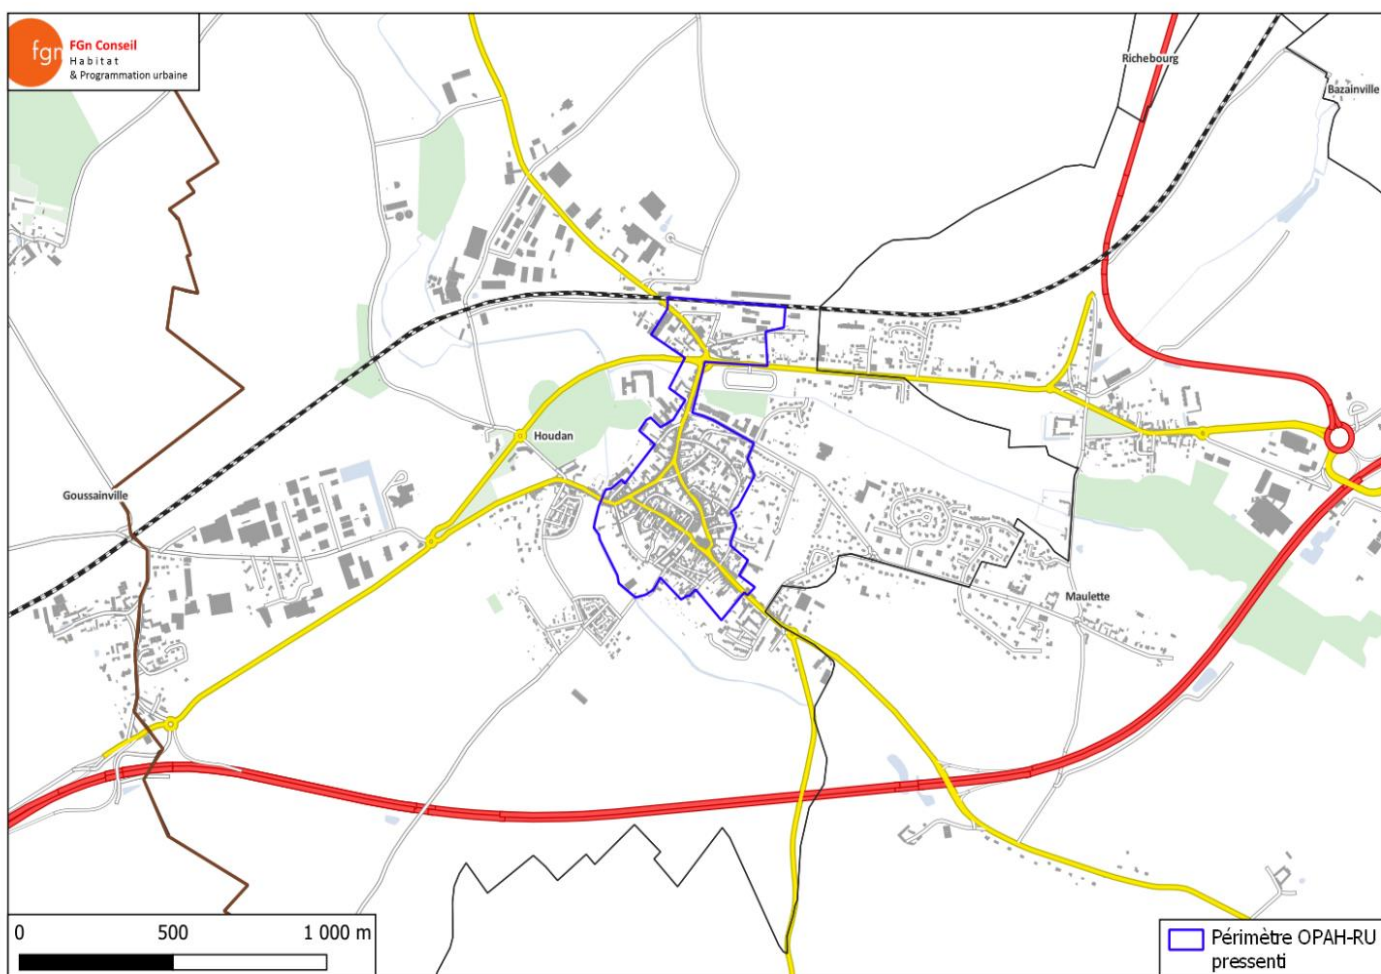 fgn
FGn Conseil
Habitat
& Programmation urbaine
Richebourg
Bazainville
Houdan
Goussainville
Maulette
0 500 1 000 m
Périmètre OPAH-RU
pressenti